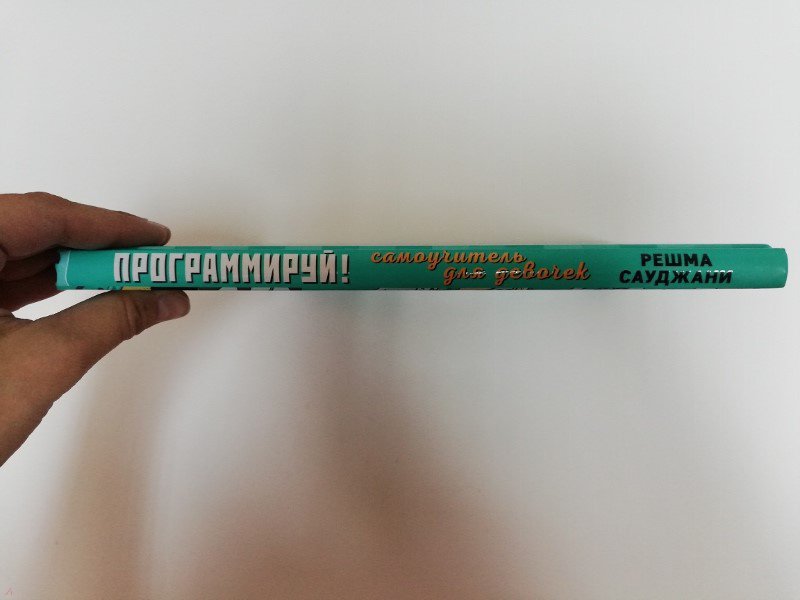 ПРОГРАММИРУЙ!
самоучитель
для девочек
РЕШМА
САУДЖАНИ